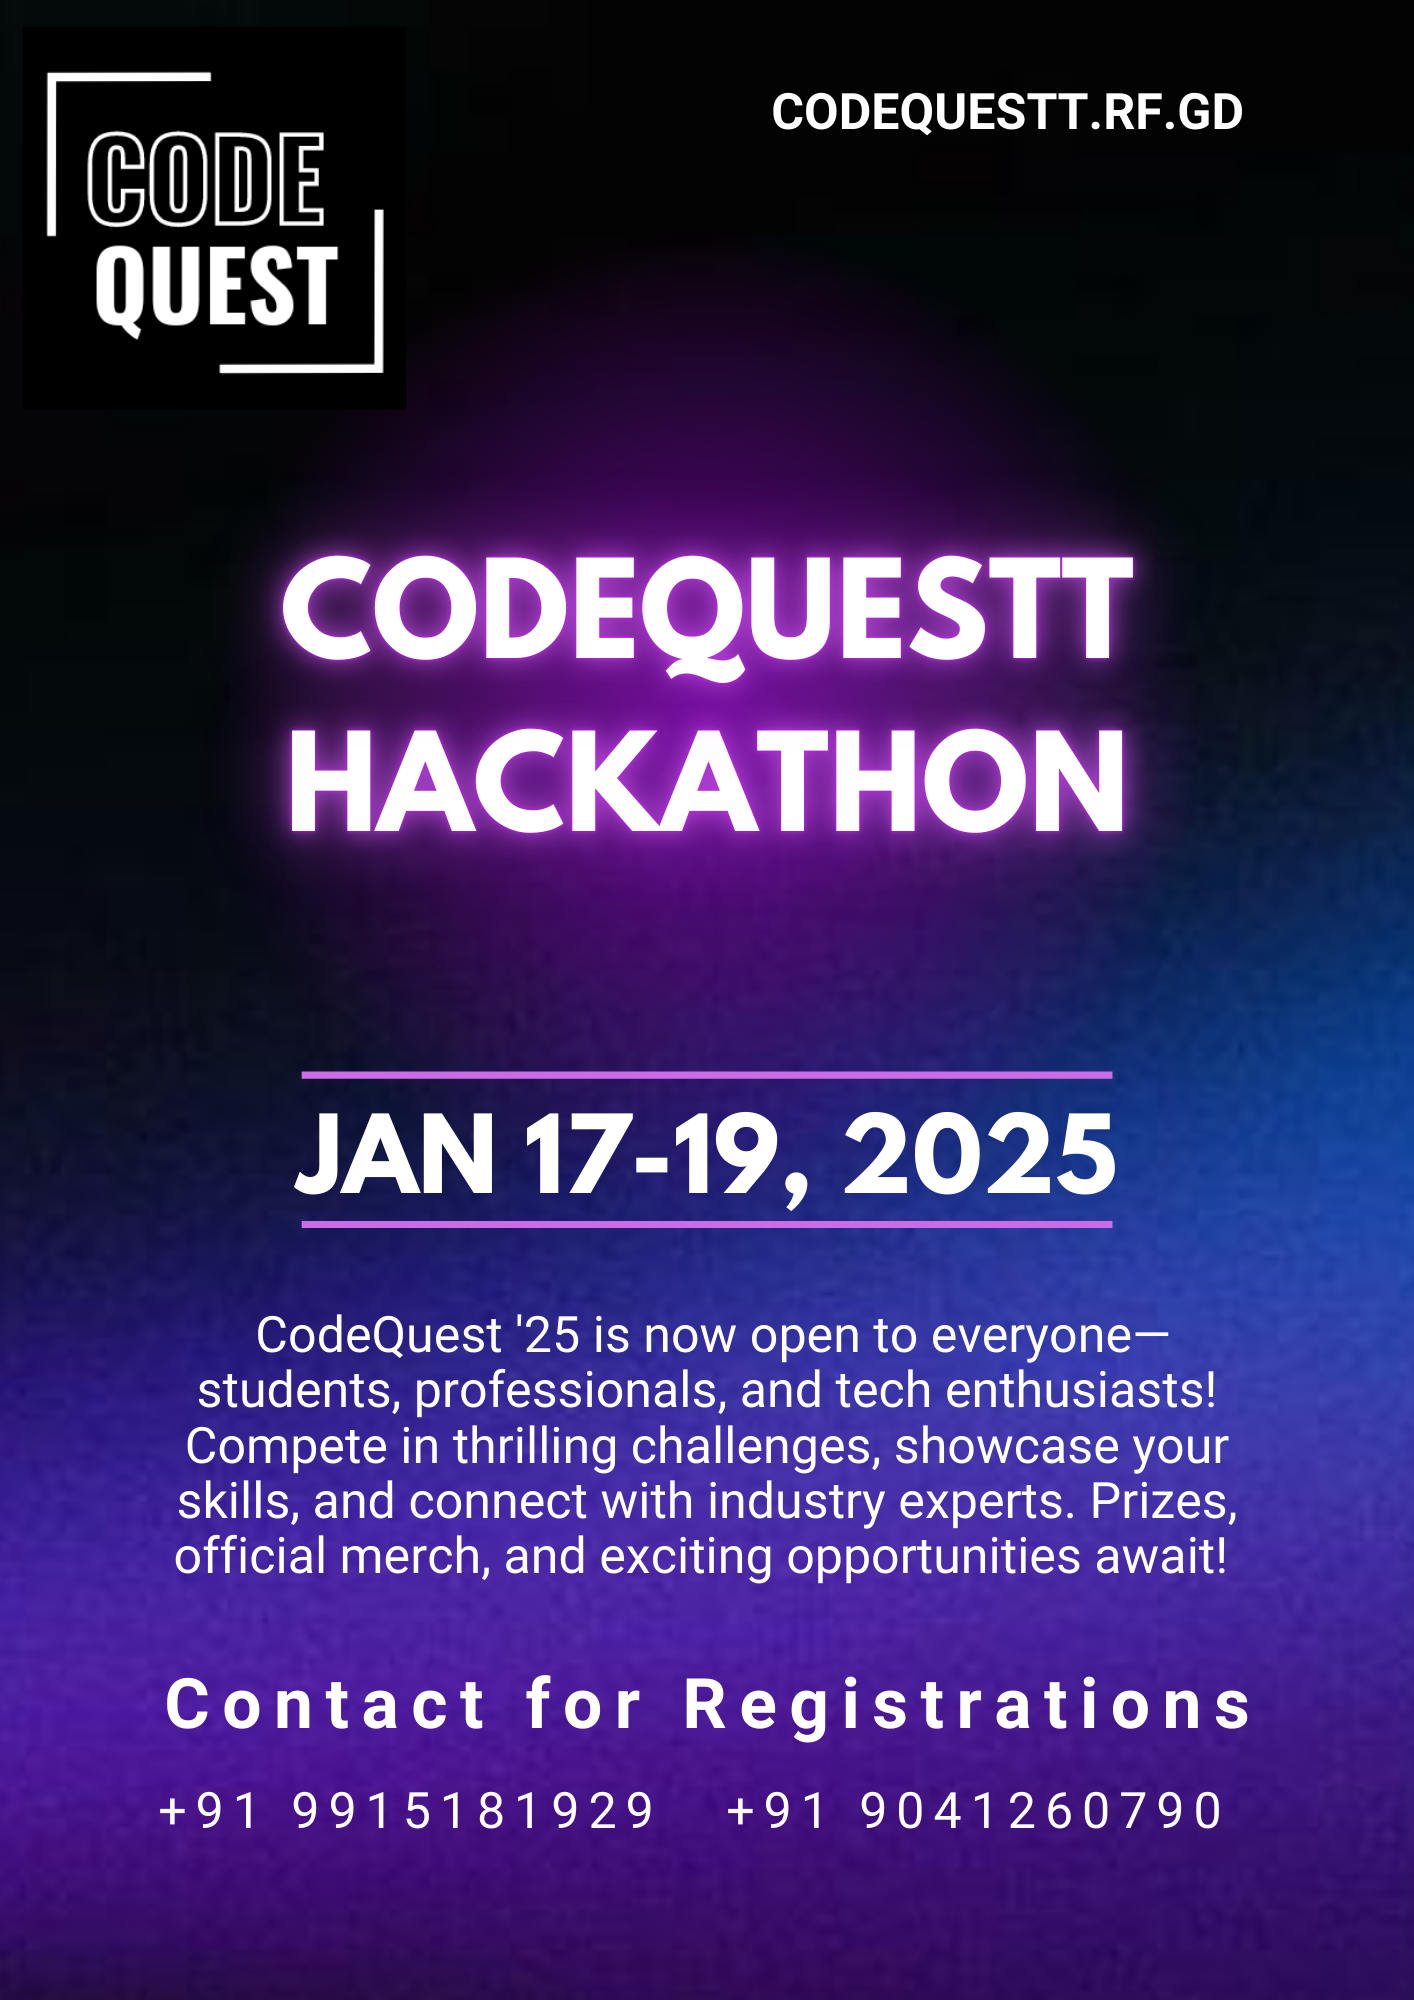 CODE
QUEST
CODEQUESTT.RF.GD
CODEQUESTT
HACKATHON
JAN 17-19, 2025
CodeQuest '25 is now open to everyone—
students, professionals, and tech enthusiasts!
Compete in thrilling challenges, showcase your
skills, and connect with industry experts. Prizes,
official merch, and exciting opportunities await!
Contact for Registrations
+91 9915181929 +91 9041260790